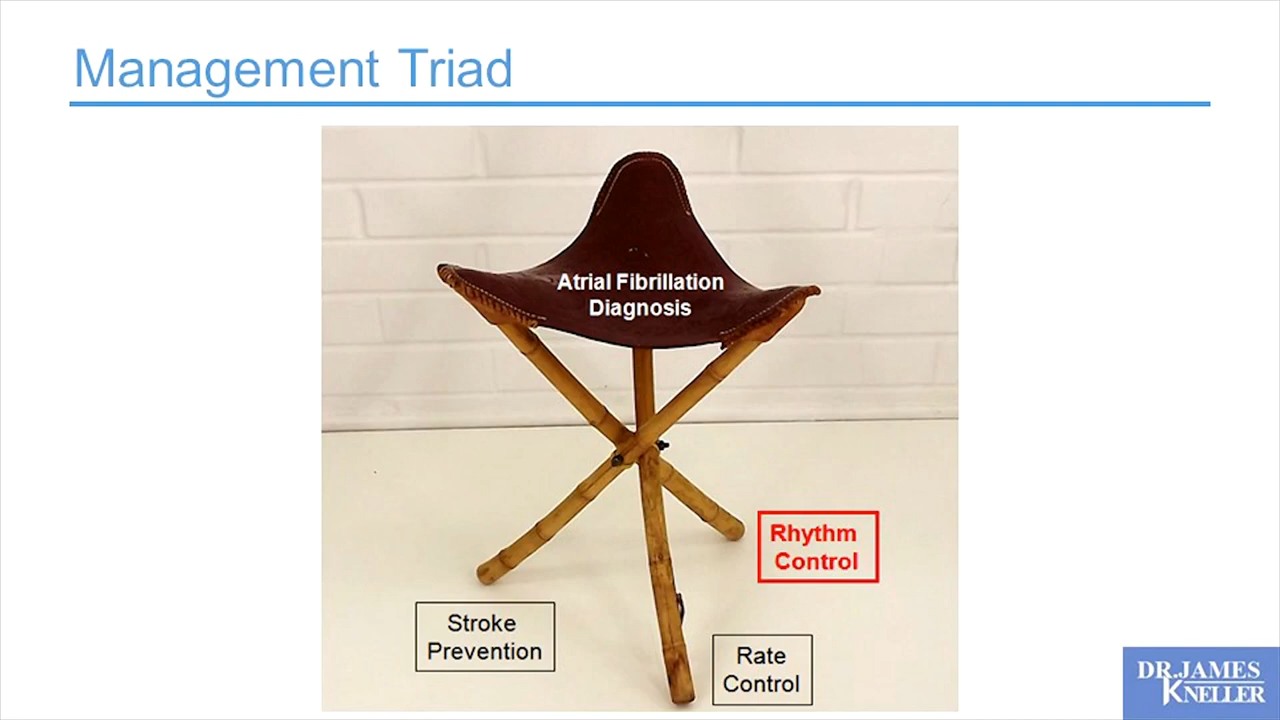 Management Triad
Atrial Fibrillation
Diagnosis
Rhythm
Control
Stroke
Prevention
Rate
Control
DR.JAMES
KNELLER